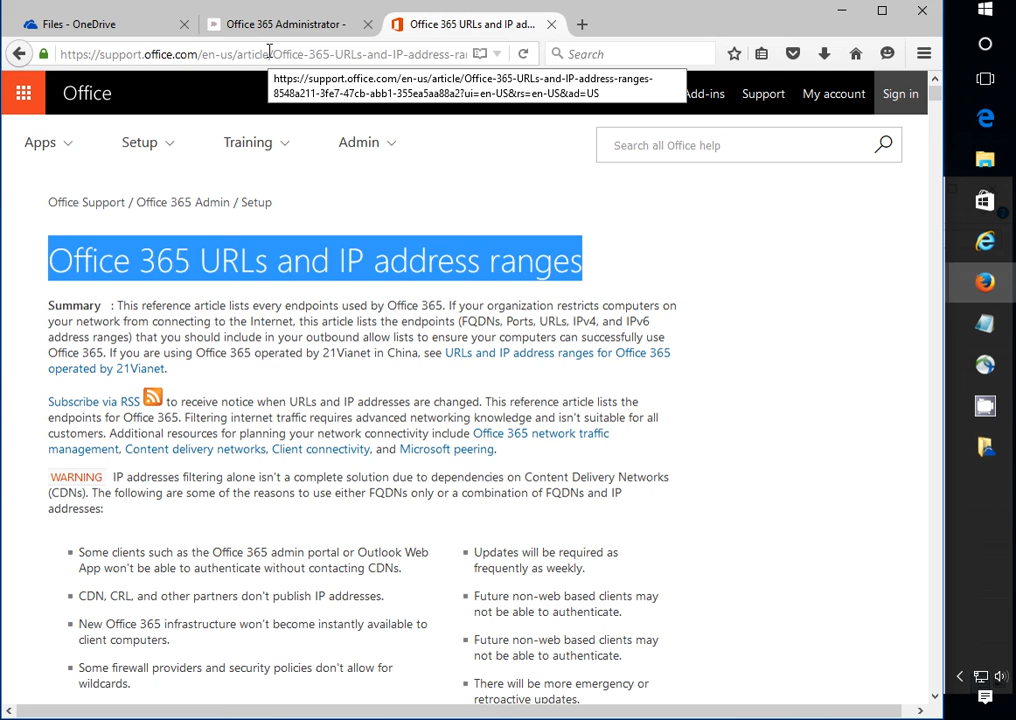 Files - OneDrive
Office 365 Administrator -
Office 365 URLs and IP ad...
https://support.office.com/en-us/article/Office-365-URLs-and-IP-address-ra
Search
https://support.office.com/en-us/article/Office-365-URLs-and-IP-address-ranges-
8548a211-3fe7-47cb-abb1-355ea5aa88a2?ui=en-US&rs=en-US&ad=US
Office
Add-ins
Support
My account
Sign in
Apps
Setup
Training
Admin
Search all Office help
Office Support / Office 365 Admin / Setup
Office 365 URLs and IP address ranges
Summary : This reference article lists every endpoints used by Office 365. If your organization restricts computers on
your network from connecting to the Internet, this article lists the endpoints (FQDNs, Ports, URLs, IPv4, and IPv6
address ranges) that you should include in your outbound allow lists to ensure your computers can successfully use
Office 365. If you are using Office 365 operated by 21Vianet in China, see URLs and IP address ranges for Office 365
operated by 21Vianet.
Subscribe via RSS to receive notice when URLs and IP addresses are changed. This reference article lists the
endpoints for Office 365. Filtering internet traffic requires advanced networking knowledge and isn't suitable for all
customers. Additional resources for planning your network connectivity include Office 365 network traffic
management, Content delivery networks, Client connectivity, and Microsoft peering.
WARNING IP addresses filtering alone isn't a complete solution due to dependencies on Content Delivery Networks
(CDNs). The following are some of the reasons to use either FQDNs only or a combination of FQDNs and IP
addresses:
Some clients such as the Office 365 admin portal or Outlook Web
App won't be able to authenticate without contacting CDNs.
CDN, CRL, and other partners don't publish IP addresses.
New Office 365 infrastructure won't become instantly available to
client computers.
Some firewall providers and security policies don't allow for
wildcards.
Updates will be required as
frequently as weekly.
Future non-web based clients may
not be able to authenticate.
Future non-web based clients may
not be able to authenticate.
There will be more emergency or
retroactive updates.